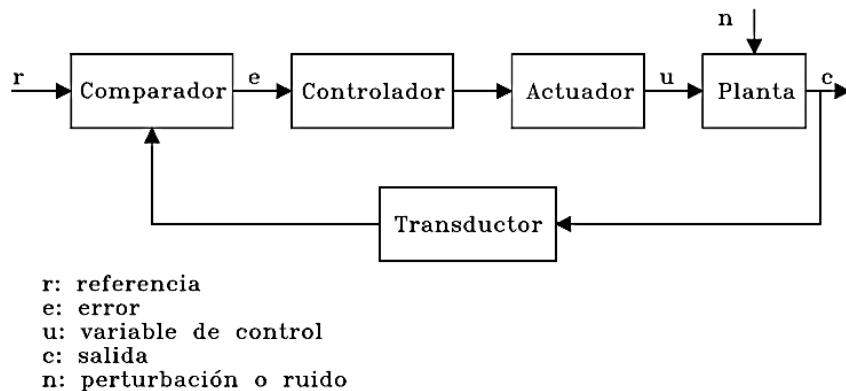 n
r
Comparador
e
Controlador
Actuador
u
Planta
c
Transductor
r: referencia
e: error
u: variable de control
c: salida
n: perturbación o ruido